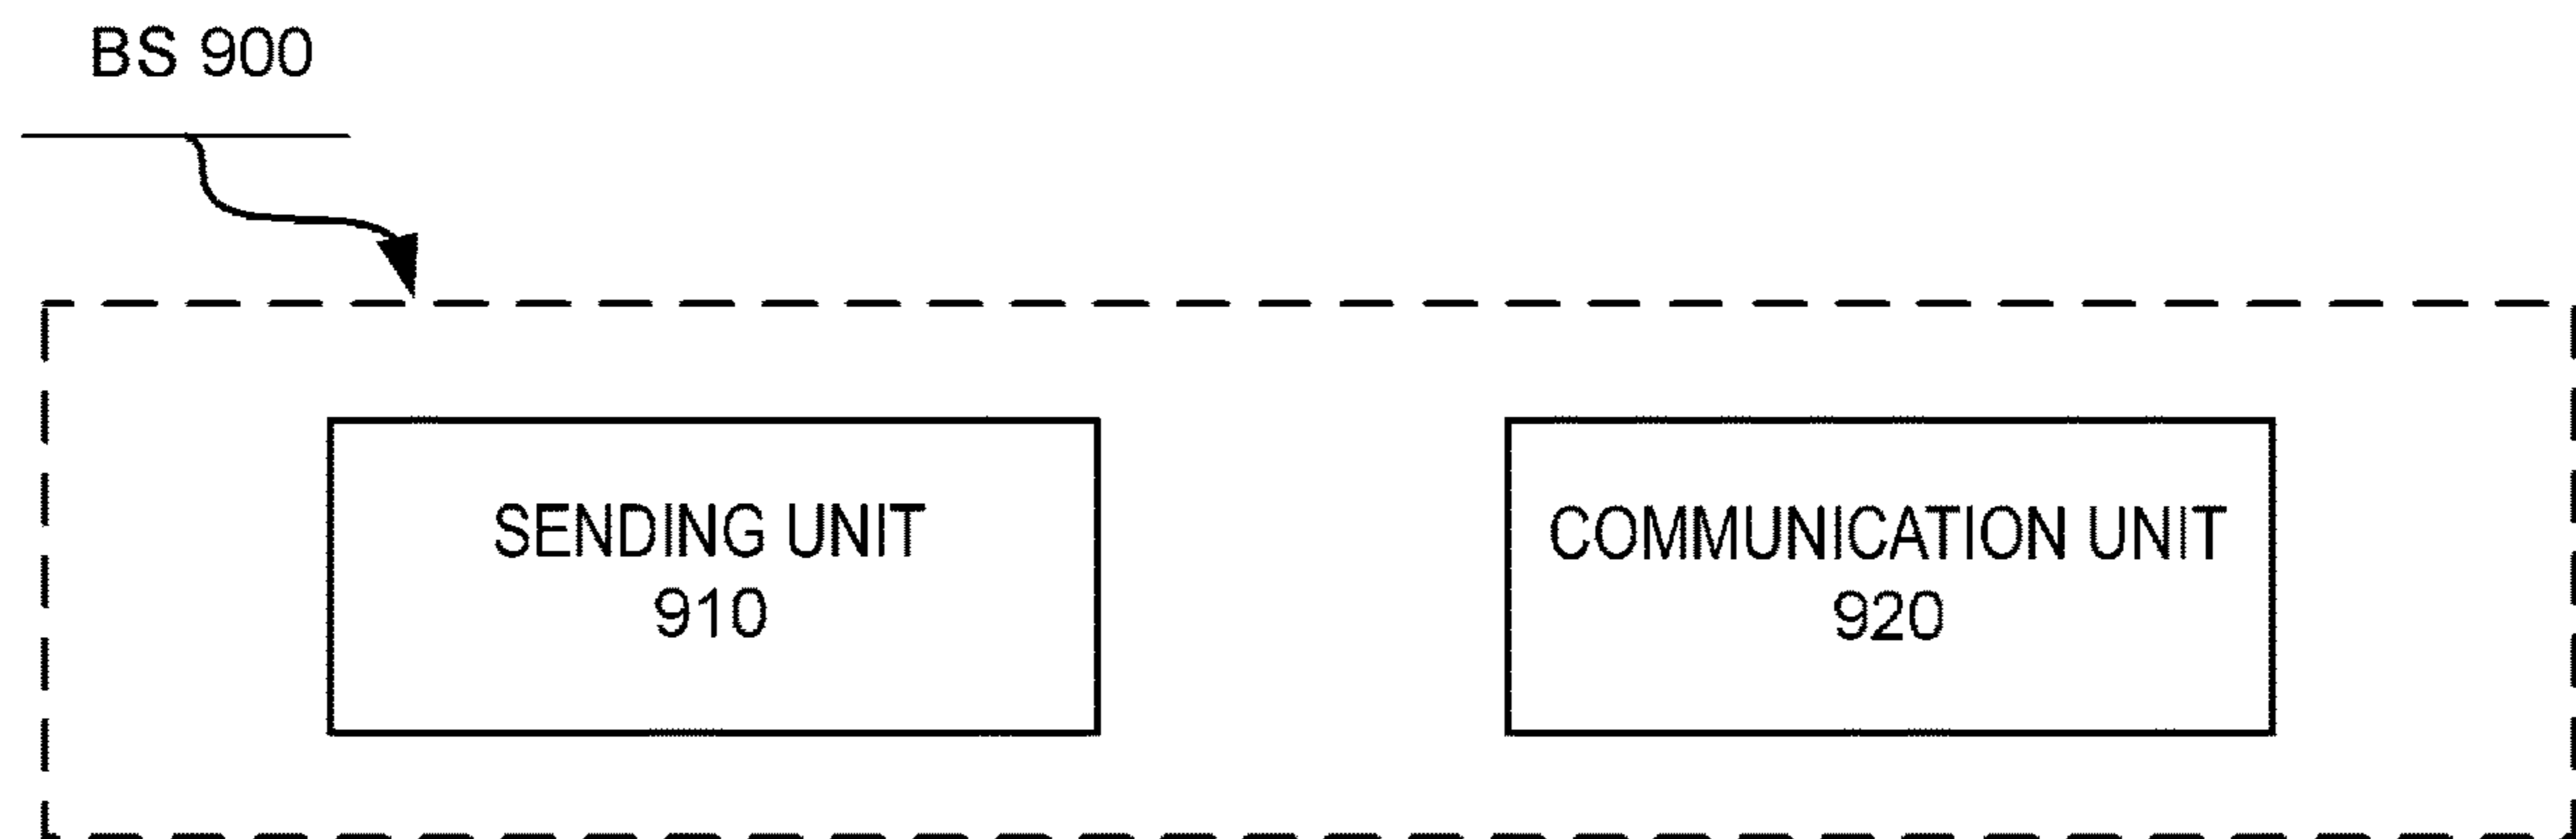 BS 900
SENDING UNIT
910
COMMUNICATION UNIT
920